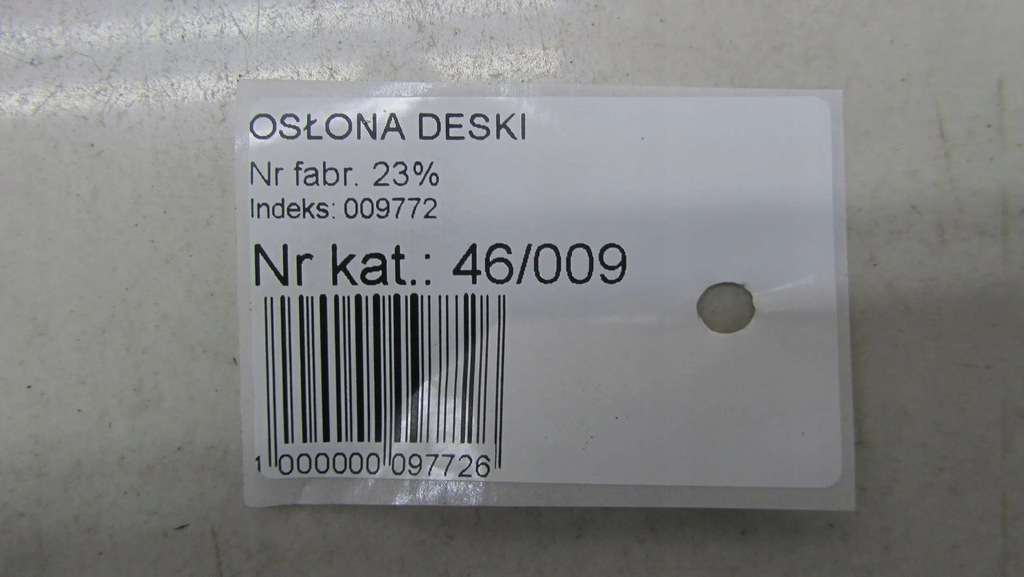 OSŁONA DESKI
Nr fabr. 23%
Indeks: 009772
Nr kat.: 46/009
1 000000 097726